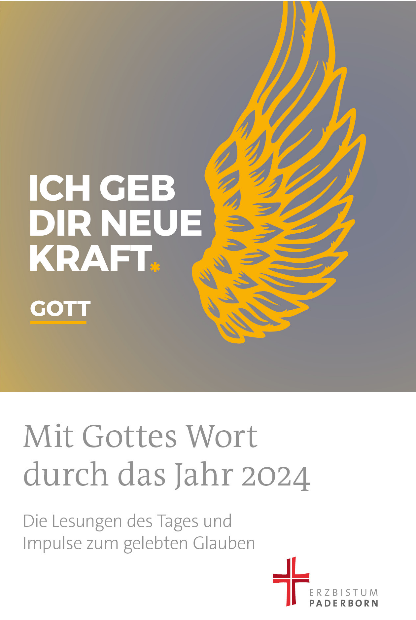 ICH GEB
DIR NEUE
KRAFT*
GOTT
Mit Gottes Wort
durch das Jahr 2024
Die Lesungen des Tages und
Impulse zum gelebten Glauben
ERZBISTUM
PADERBORN